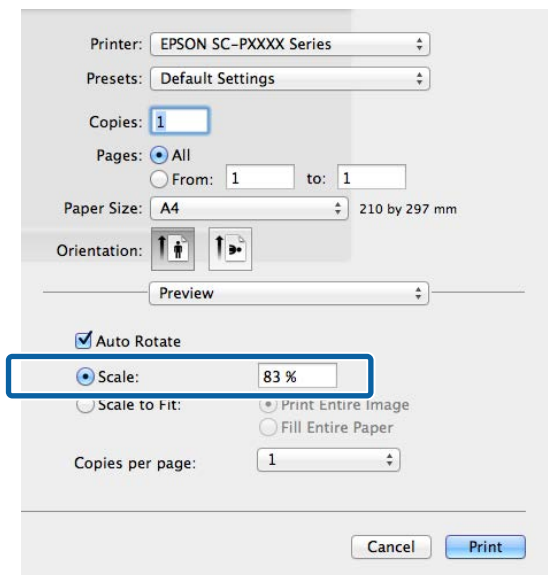 Printer: EPSON SC-PXXXX Series
Presets: Default Settings
Copies: 1
Pages: All
From: 1 to: 1
Paper Size: A4 210 by 297 mm
Orientation:
Preview
Auto Rotate
Scale: 83 %
Scale to Fit: Print Entire Image
Fill Entire Paper
Copies per page: 1
Cancel Print